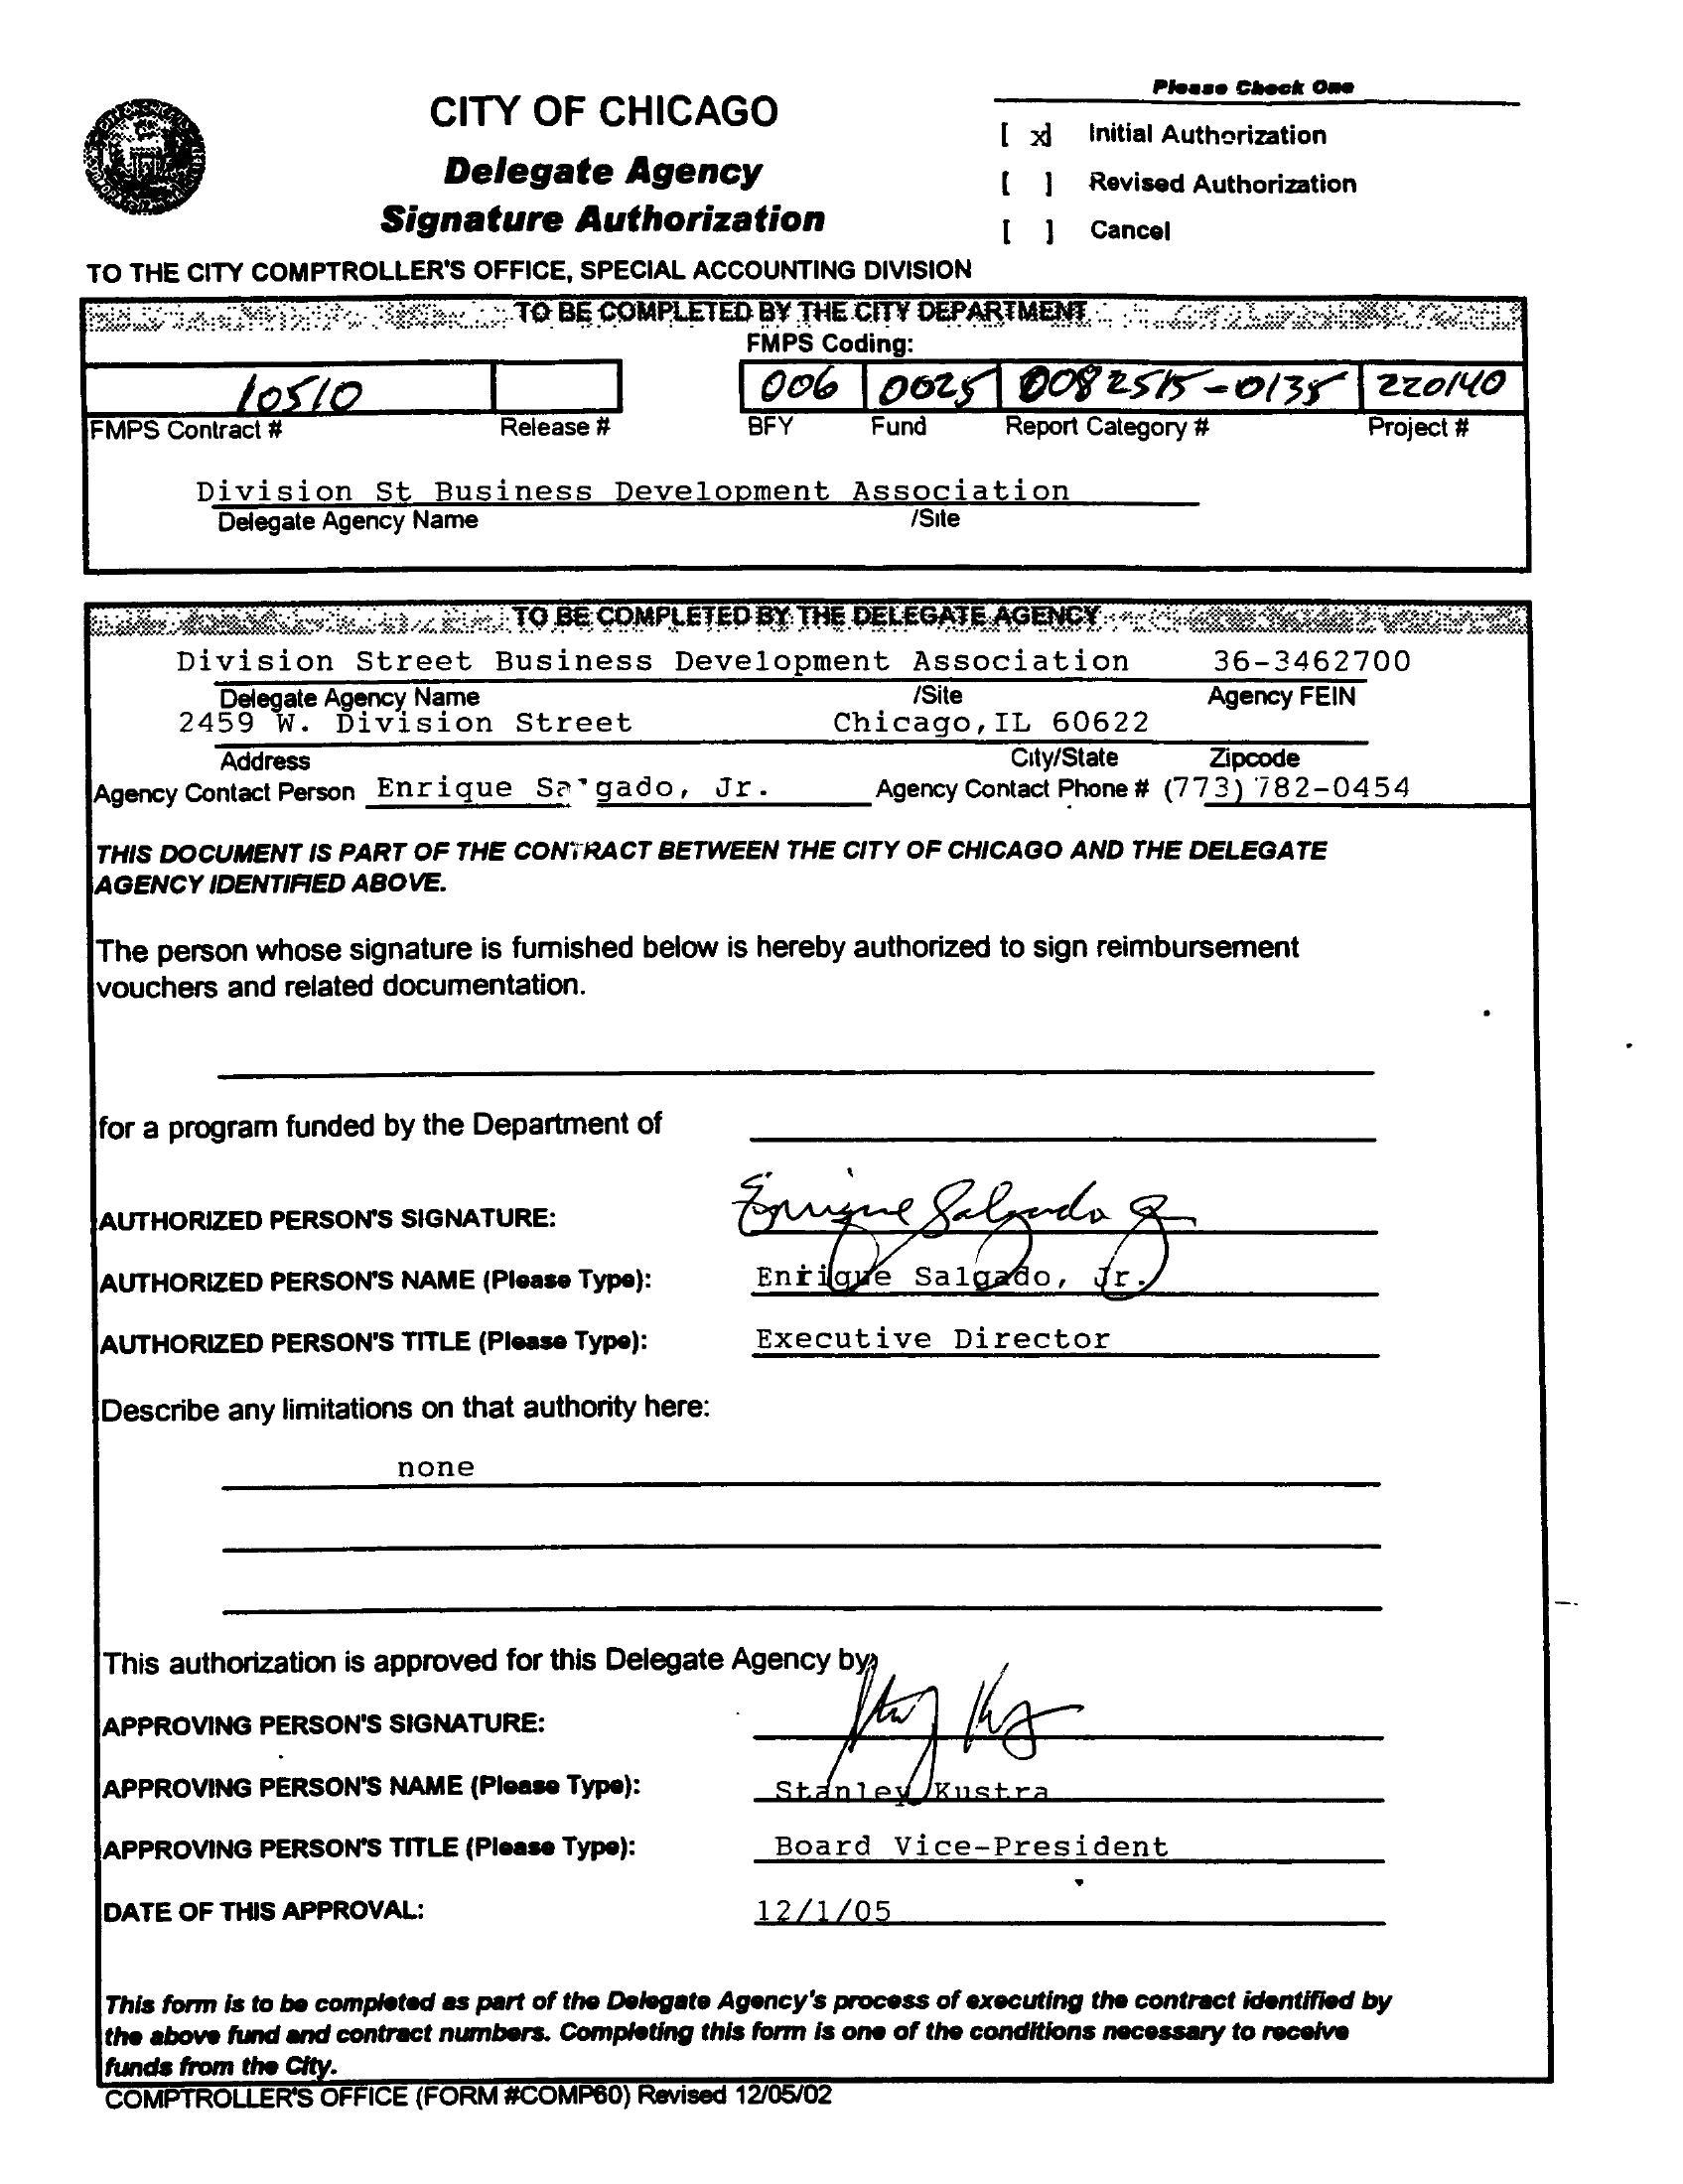 Please Check One
CITY OF CHICAGO
[ x] Initial Authorization
Delegate Agency
[ ] Revised Authorization
Signature Authorization
[ ] Cancel
TO THE CITY COMPTROLLER'S OFFICE, SPECIAL ACCOUNTING DIVISION
TO BE COMPLETED BY THE CITY DEPARTMENT
FMPS Coding:
10510 006 0025 0082515-0135 220140
FMPS Contract # Release # BFY Fund Report Category # Project #
Division St Business Development Association
Delegate Agency Name /Site
TO BE COMPLETED BY THE DELEGATE AGENCY
Division Street Business Development Association 36-3462700
Delegate Agency Name /Site Agency FEIN
2459 W. Division Street Chicago,IL 60622
Address City/State Zipcode
Agency Contact Person Enrique Salgado, Jr. Agency Contact Phone # (773) 782-0454
THIS DOCUMENT IS PART OF THE CONTRACT BETWEEN THE CITY OF CHICAGO AND THE DELEGATE
AGENCY IDENTIFIED ABOVE.
The person whose signature is furnished below is hereby authorized to sign reimbursement
vouchers and related documentation.
for a program funded by the Department of
AUTHORIZED PERSON'S SIGNATURE: Enrique Salgado Jr
AUTHORIZED PERSON'S NAME (Please Type): Enrique Salgado, Jr.
AUTHORIZED PERSON'S TITLE (Please Type): Executive Director
Describe any limitations on that authority here:
none
This authorization is approved for this Delegate Agency by:
APPROVING PERSON'S SIGNATURE:
APPROVING PERSON'S NAME (Please Type): Stanley Kustra
APPROVING PERSON'S TITLE (Please Type): Board Vice-President
DATE OF THIS APPROVAL: 12/1/05
This form is to be completed as part of the Delegate Agency's process of executing the contract identified by
the above fund and contract numbers. Completing this form is one of the conditions necessary to receive
funds from the City.
COMPTROLLER'S OFFICE (FORM #COMP60) Revised 12/05/02